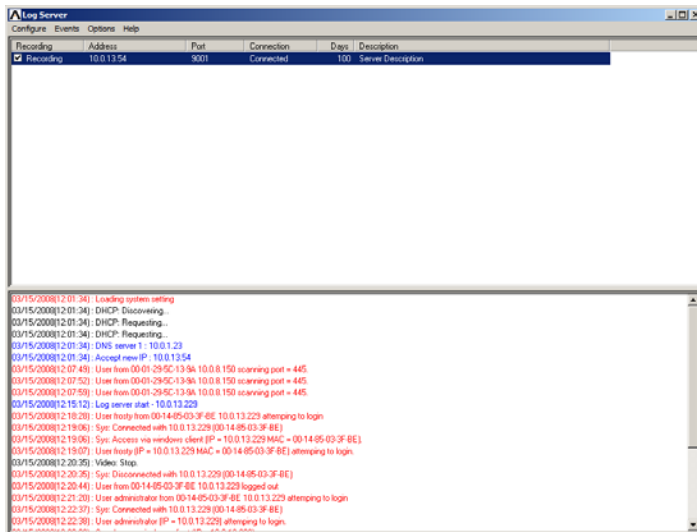 Log Server
Configure Events Options Help
Recording Address Port Connection Days Description
Recording 10.0.13.54 9001 Connected 100 Server Description
03/15/2008(12:01:34) : Loading system setting
03/15/2008(12:01:34) : DHCP: Discovering...
03/15/2008(12:01:34) : DHCP: Requesting...
03/15/2008(12:01:34) : DHCP: Requesting...
03/15/2008(12:01:34) : DNS server 1 : 10.0.1.23
03/15/2008(12:01:34) : Accept new IP : 10.0.13.54
03/15/2008(12:07:49) : User from 00-01-29-5C-13-9A 10.0.8.150 scanning port = 445.
03/15/2008(12:07:52) : User from 00-01-29-5C-13-9A 10.0.8.150 scanning port = 445.
03/15/2008(12:07:59) : User from 00-01-29-5C-13-9A 10.0.8.150 scanning port = 445.
03/15/2008(12:15:12) : Log server start - 10.0.13.229
03/15/2008(12:18:28) : User frosty from 00-14-85-03-3F-BE 10.0.13.229 attemping to login
03/15/2008(12:19:06) : Sys: Connected with 10.0.13.229 (00-14-85-03-3F-BE)
03/15/2008(12:19:06) : Sys: Access via windows client (IP = 10.0.13.229 MAC = 00-14-85-03-3F-BE).
03/15/2008(12:19:07) : User frosty (IP = 10.0.13.229 MAC = 00-14-85-03-3F-BE) attemping to login.
03/15/2008(12:20:35) : Video: Stop.
03/15/2008(12:20:35) : Sys: Disconnected with 10.0.13.229 (00-14-85-03-3F-BE)
03/15/2008(12:20:44) : User from 00-14-85-03-3F-BE 10.0.13.229 logged out
03/15/2008(12:21:20) : User administrator from 00-14-85-03-3F-BE 10.0.13.229 attemping to login
03/15/2008(12:22:37) : Sys: Connected with 10.0.13.229 (00-14-85-03-3F-BE)
03/15/2008(12:22:38) : User administrator (IP = 10.0.13.229) attemping to login.